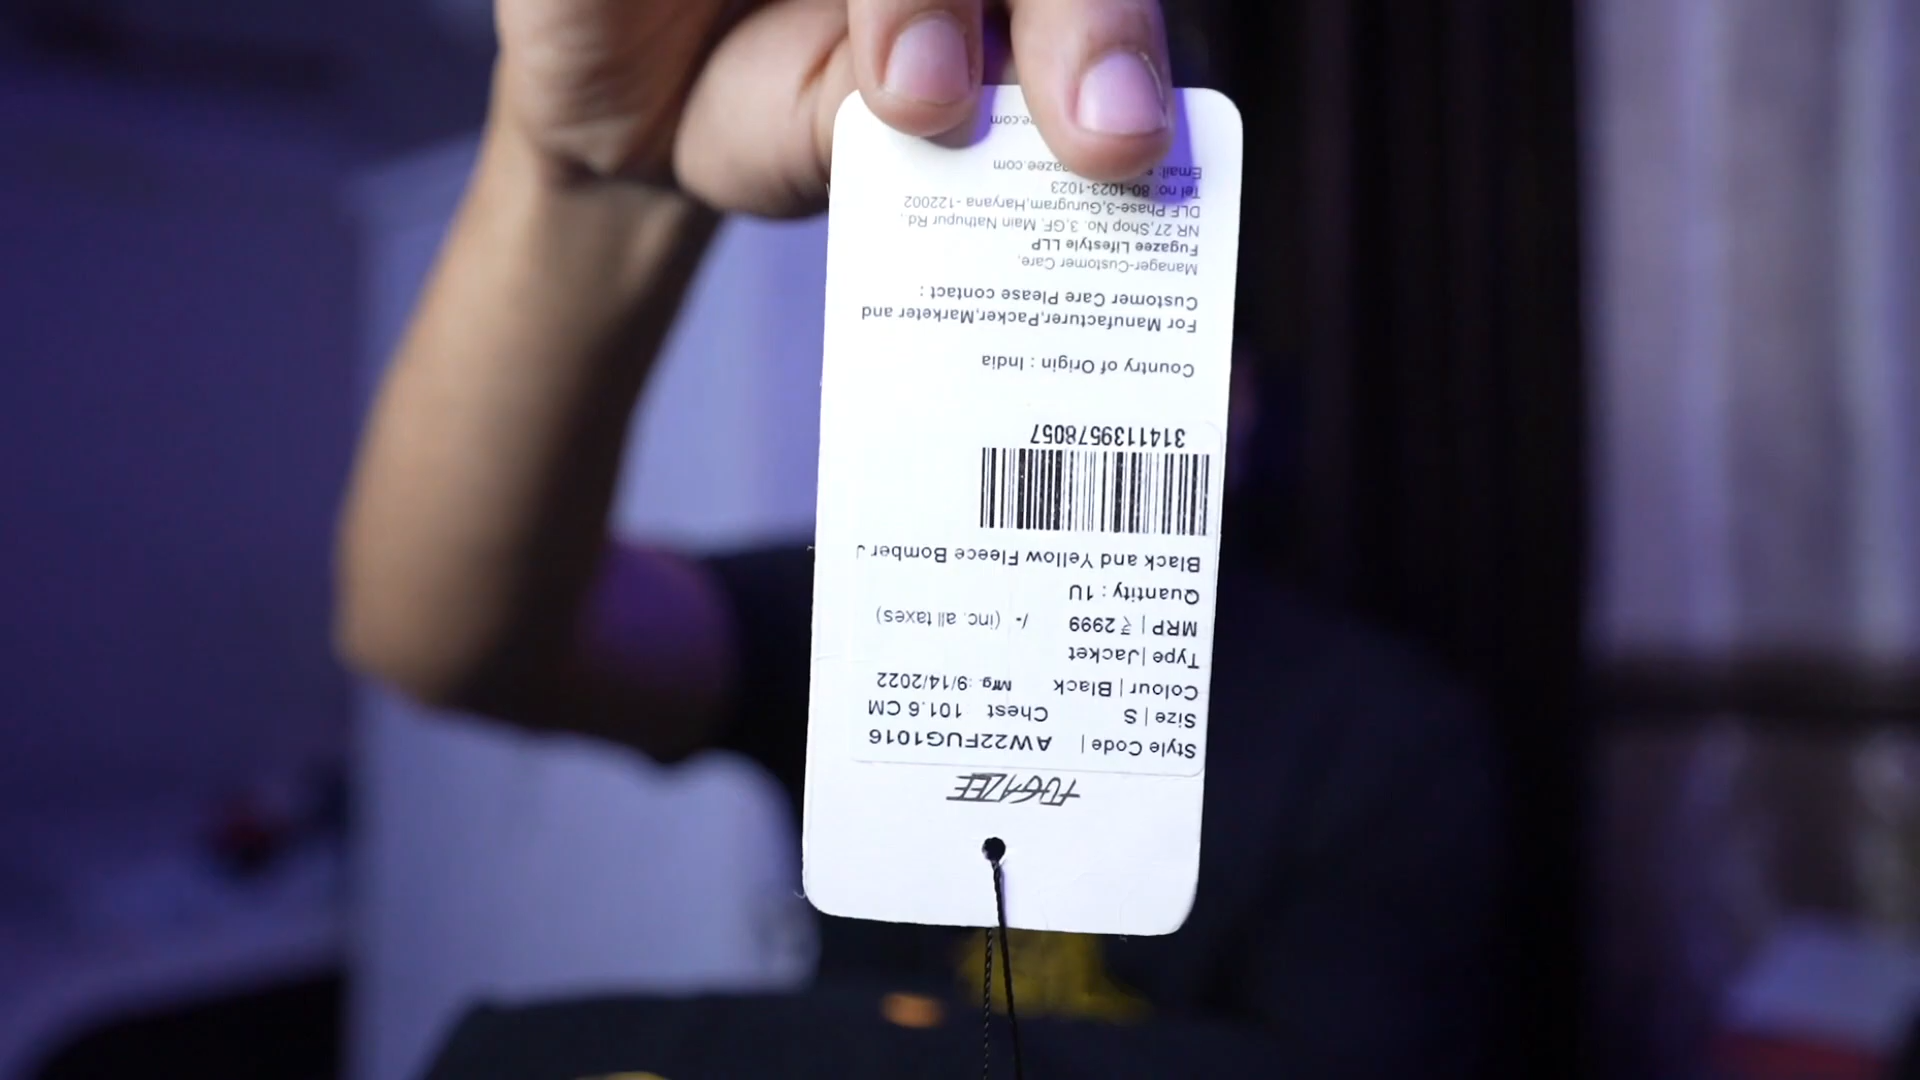 FUGAZEE
Style Code | AW22FUG1016
Size | S Chest 101.6 CM
Colour | Black Mfg. :9/14/2022
Type | Jacket
MRP | ₹ 2999 /- (inc. all taxes)
Quantity : 1U
Black and Yellow Fleece Bomber J
3141139578057
Country of Origin : India
For Manufacturer,Packer,Marketer and
Customer Care Please contact :
Manager-Customer Care,
Fugazee Lifestyle LLP
NR 27,Shop No. 3,GF, Main Nathupur Rd,
DLF Phase-3,Gurugram,Haryana -122002
Tel no: 80-1023-1023
Email: